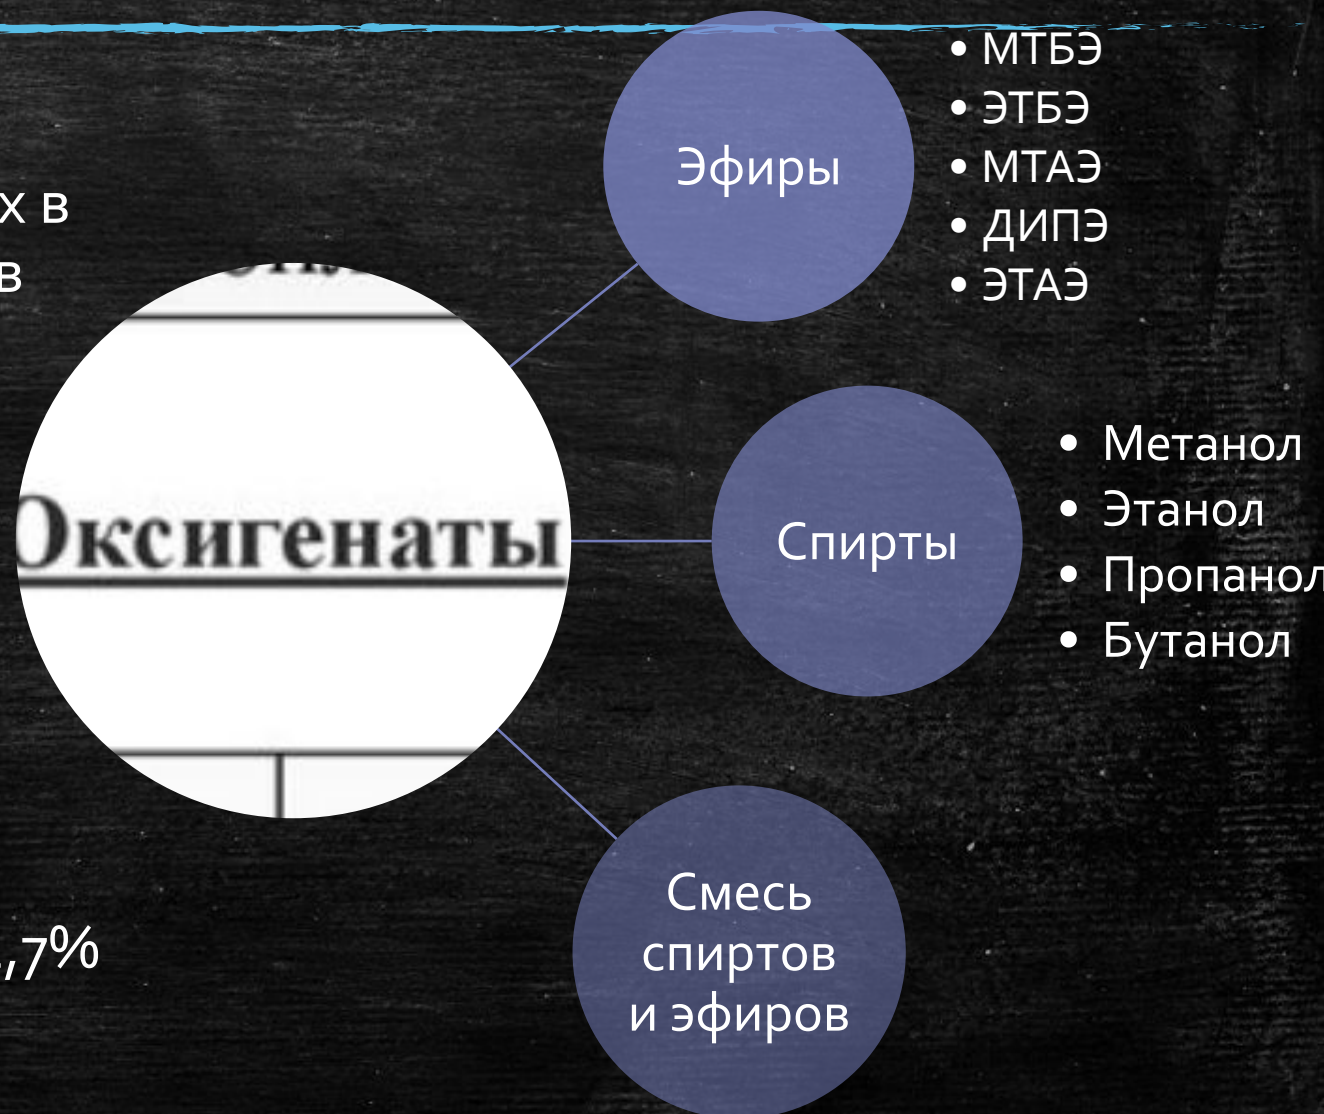 х в
в
Оксигенаты
,7%
Эфиры
МТБЭ
ЭТБЭ
МТАЭ
ДИПЭ
ЭТАЭ
Спирты
Метанол
Этанол
Пропанол
Бутанол
Смесь
спиртов
и эфиров